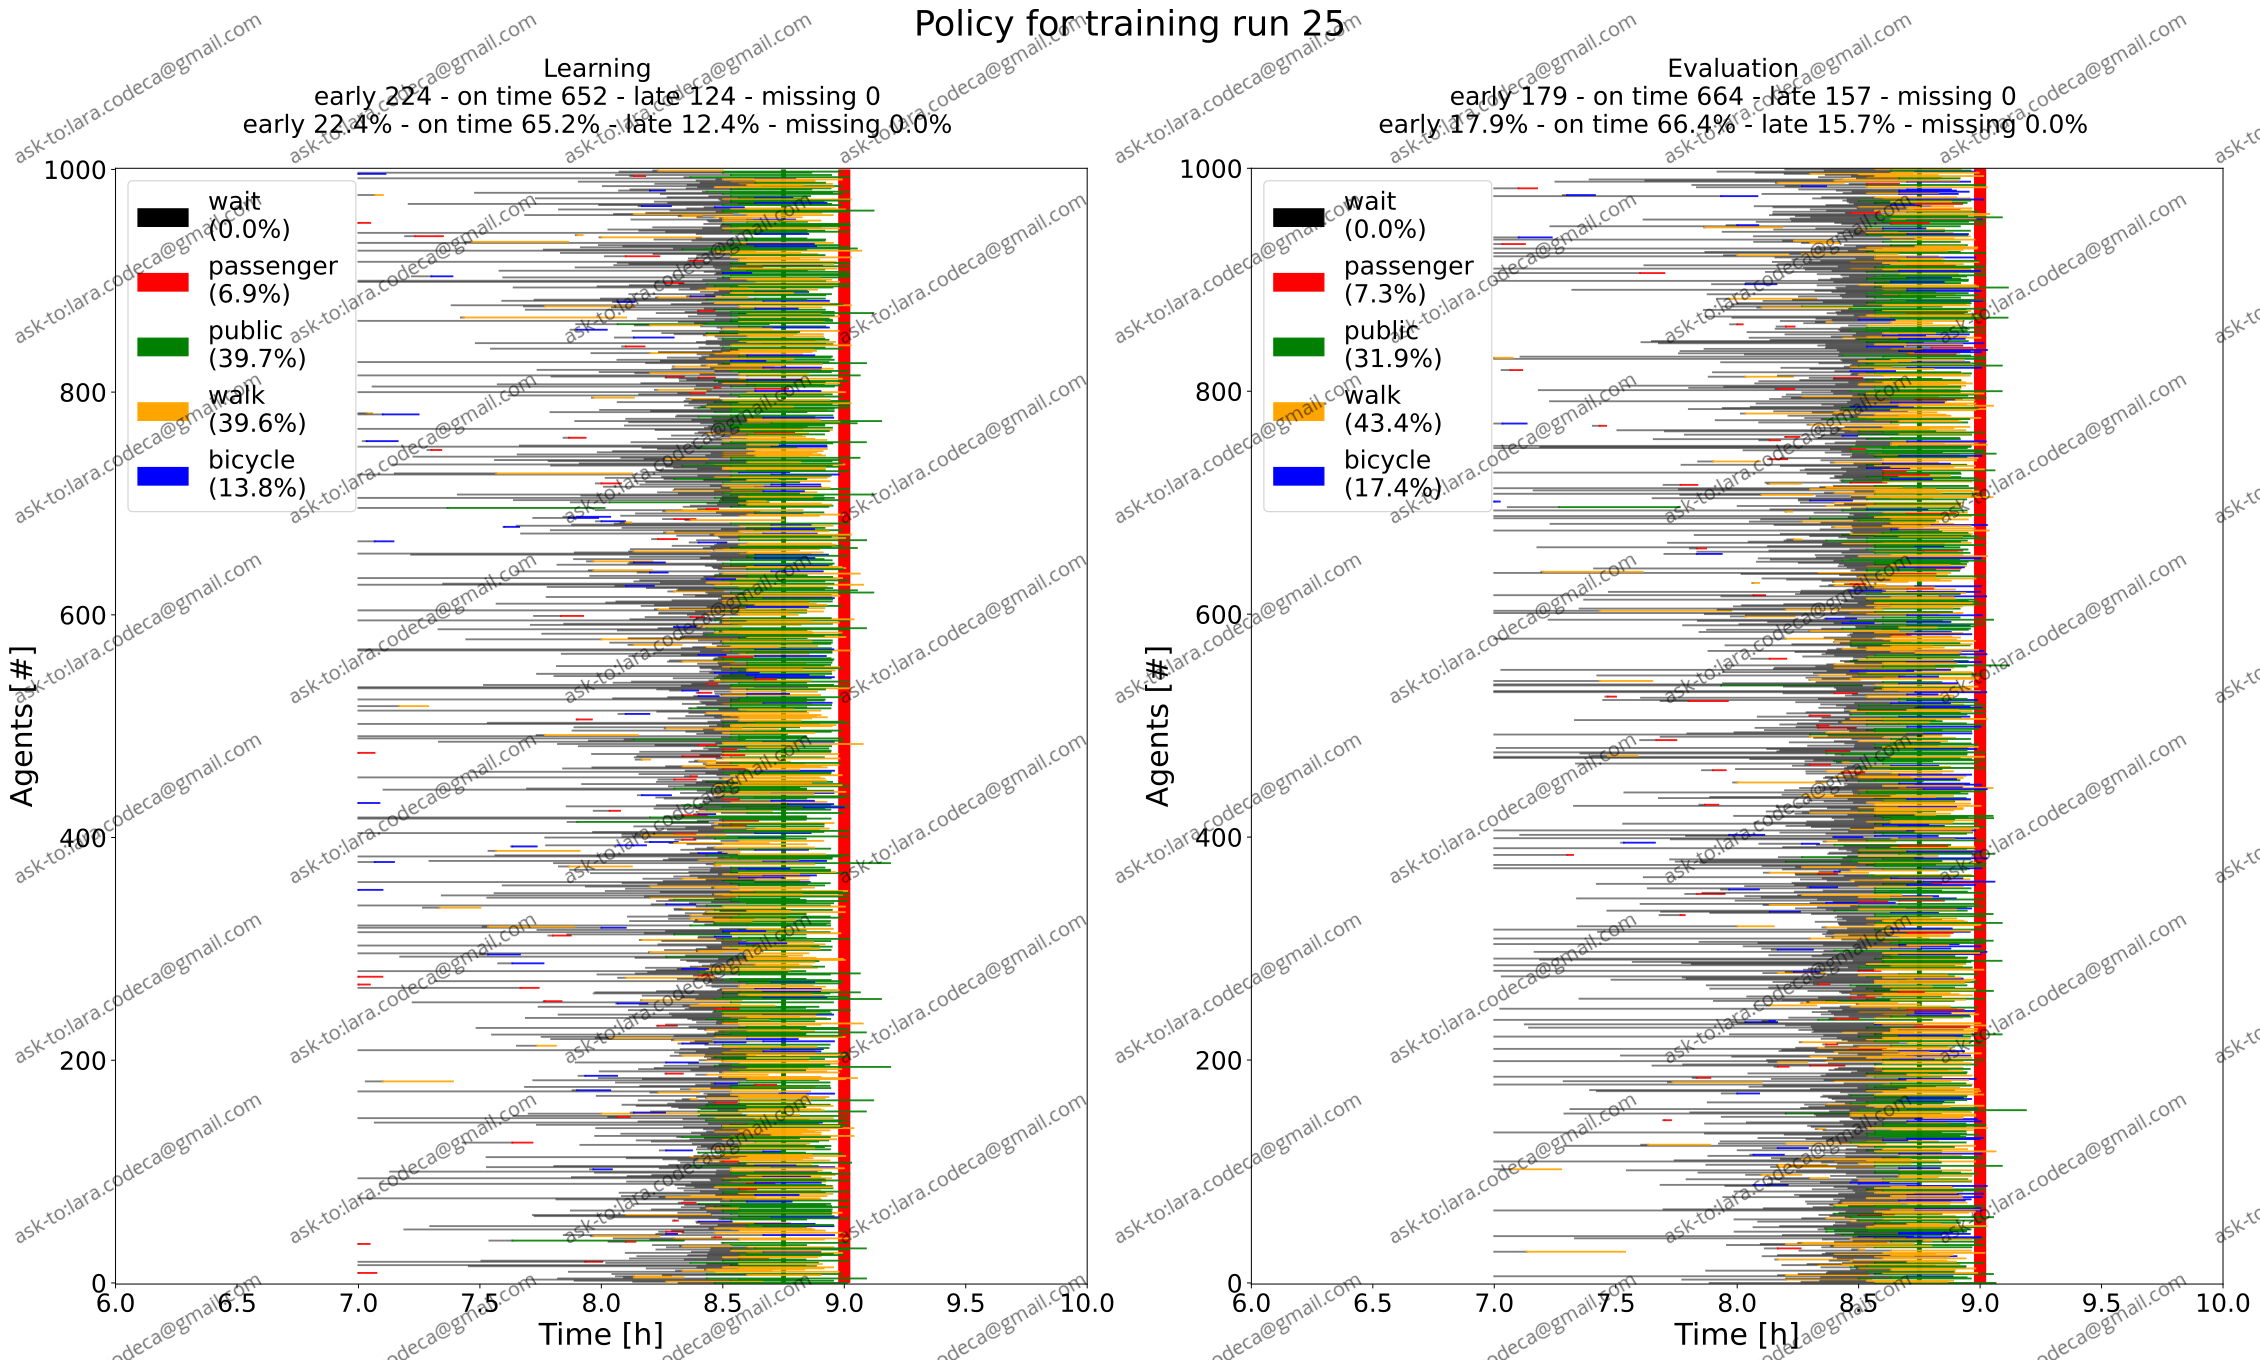 Policy for training run 25
Learning
early 224 - on time 652 - late 124 - missing 0
early 22.4% - on time 65.2% - late 12.4% - missing 0.0%
1000
800
600
400
200
0
Agents [#]
wait
(0.0%)
passenger
(6.9%)
public
(39.7%)
walk
(39.6%)
bicycle
(13.8%)
6.0 6.5 7.0 7.5 8.0 8.5 9.0 9.5 10.0
Time [h]
Evaluation
early 179 - on time 664 - late 157 - missing 0
early 17.9% - on time 66.4% - late 15.7% - missing 0.0%
1000
800
600
400
200
0
Agents [#]
wait
(0.0%)
passenger
(7.3%)
public
(31.9%)
walk
(43.4%)
bicycle
(17.4%)
6.0 6.5 7.0 7.5 8.0 8.5 9.0 9.5 10.0
Time [h]
ask-to:lara.codeca@gmail.com